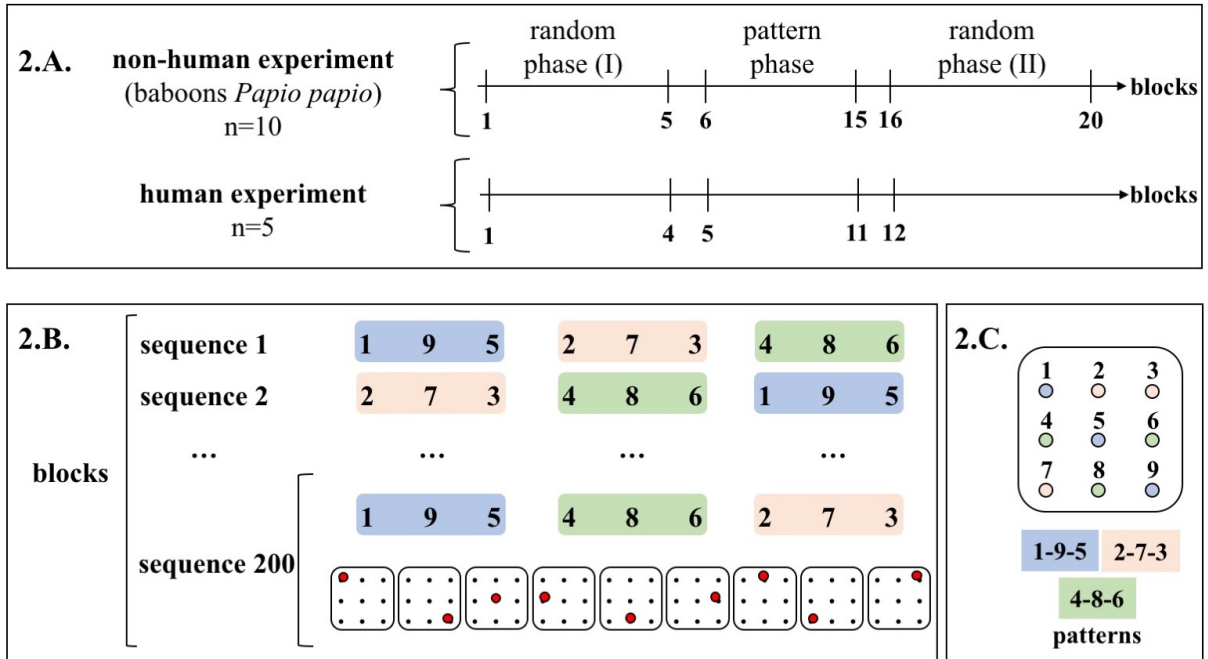 2.A.
non-human experiment
(baboons Papio papio)
n=10
random
phase (I)
pattern
phase
random
phase (II)
blocks
1 5 6 15 16 20
human experiment
n=5
blocks
1 4 5 11 12
2.B.
blocks
sequence 1 1 9 5 2 7 3 4 8 6
sequence 2 2 7 3 4 8 6 1 9 5
... ... ... ...
1 9 5 4 8 6 2 7 3
sequence 200
2.C.
1 2 3
4 5 6
7 8 9
1-9-5 2-7-3
4-8-6
patterns